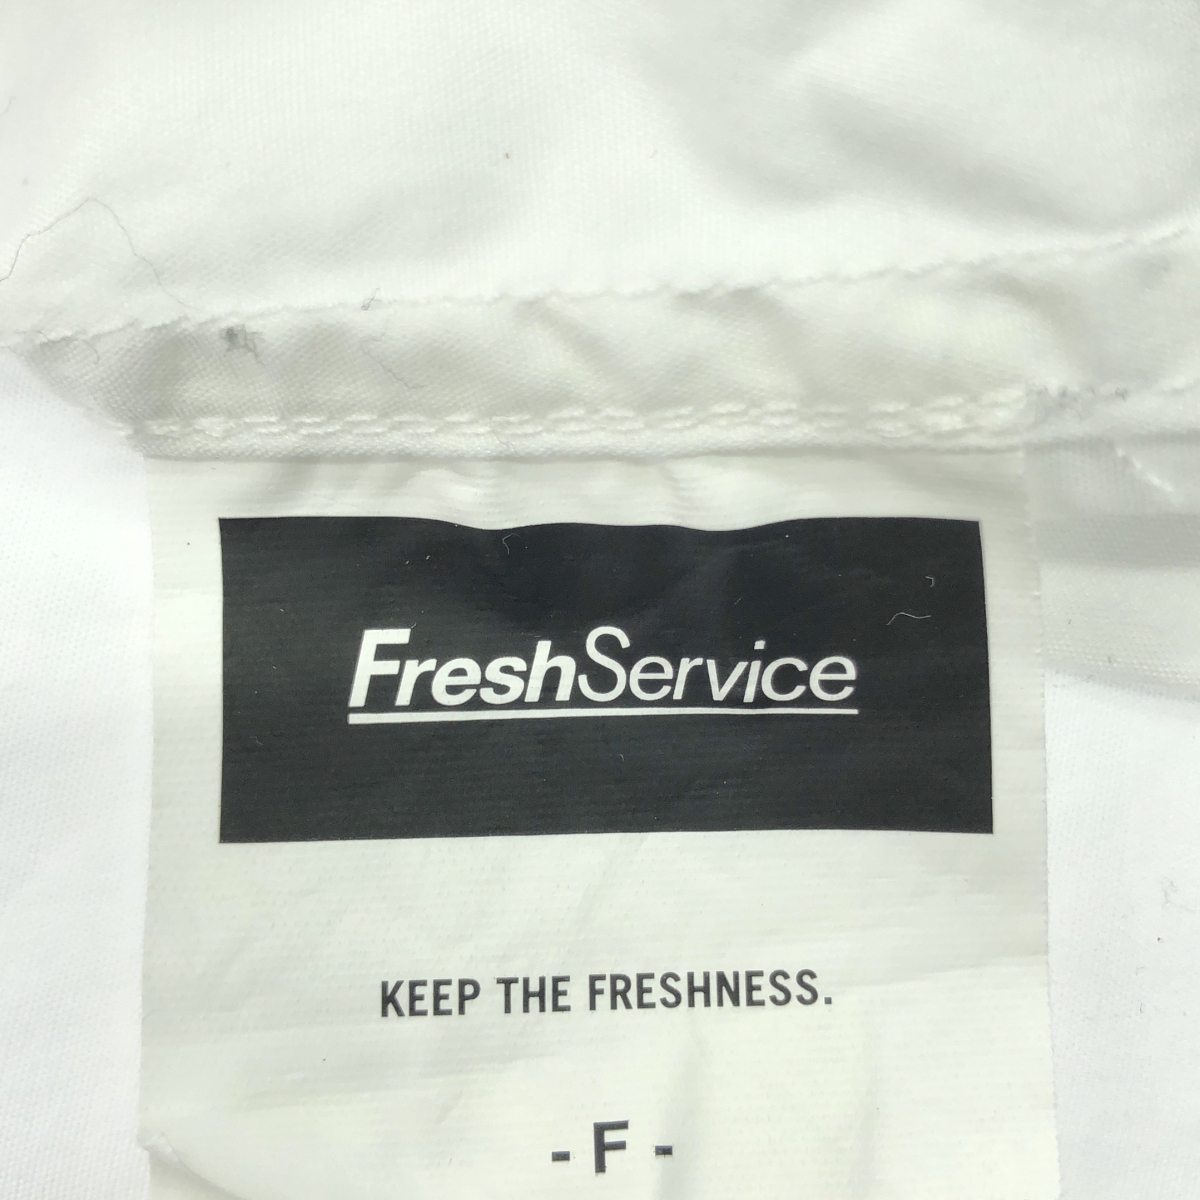 FreshService
KEEP THE FRESHNESS.
- F -